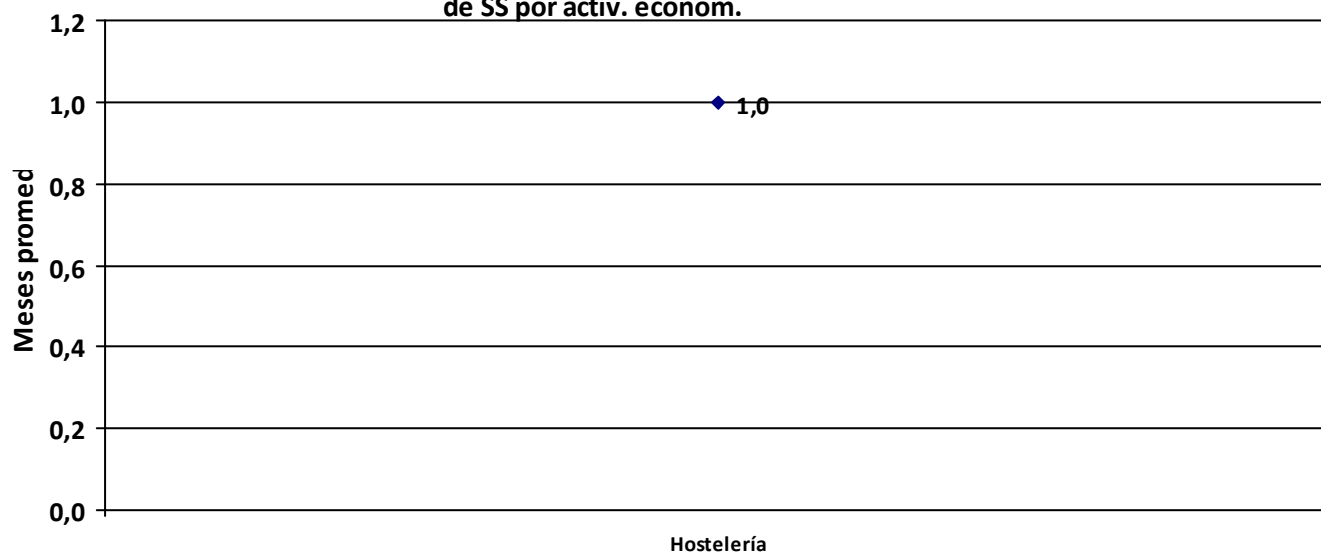 de SS por activ. econom.
1,2
1,0
1,0
0,8
0,6
0,4
0,2
0,0
Meses promed
Hostelería